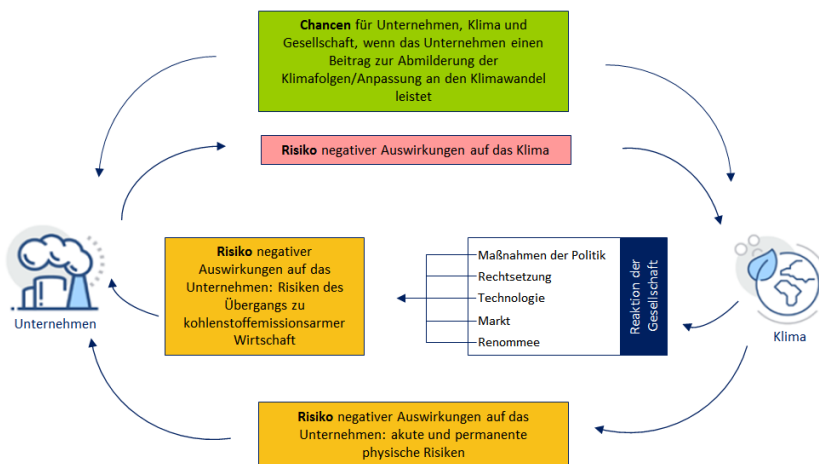 Chancen für Unternehmen, Klima und
Gesellschaft, wenn das Unternehmen einen
Beitrag zur Abmilderung der
Klimafolgen/Anpassung an den Klimawandel
leistet
Risiko negativer Auswirkungen auf das Klima
Unternehmen
Risiko negativer
Auswirkungen auf das
Unternehmen: Risiken des
Übergangs zu
kohlenstoffemissionsarmer
Wirtschaft
Maßnahmen der Politik
Rechtsetzung
Technologie
Markt
Renommee
Reaktion der
Gesellschaft
Klima
Risiko negativer Auswirkungen auf das
Unternehmen: akute und permanente
physische Risiken